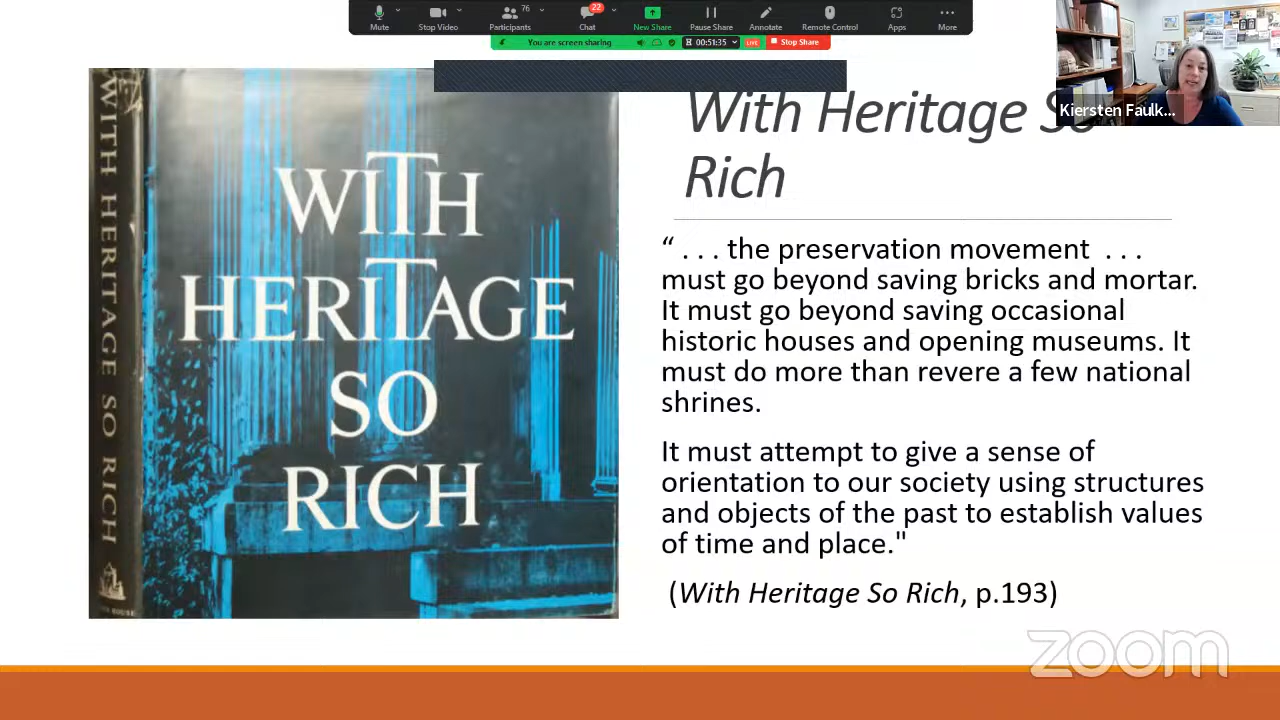 76
22
Mute
Stop Video
Participants
Chat
New Share
Pause Share
Annotate
Remote Control
Apps
More
You are screen sharing
00:51:35
LIVE
Stop Share
Kiersten Faulk...
With Heritage So
Rich
WITH HERITAGE SO RICH
WITH
HERITAGE
SO
RICH
“ . . . the preservation movement . . .
must go beyond saving bricks and mortar.
It must go beyond saving occasional
historic houses and opening museums. It
must do more than revere a few national
shrines.
It must attempt to give a sense of
orientation to our society using structures
and objects of the past to establish values
of time and place."
(With Heritage So Rich, p.193)
zoom